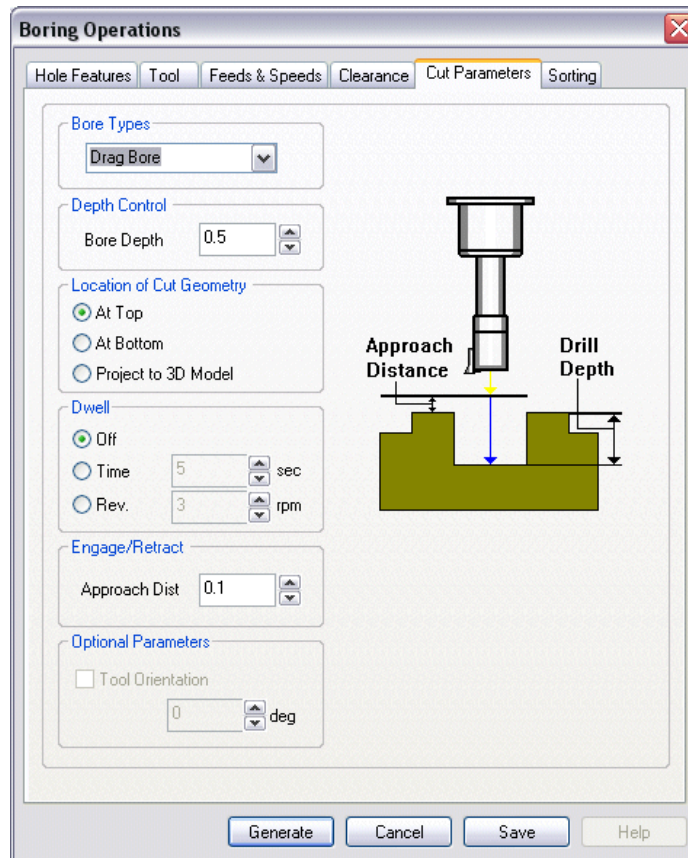 Boring Operations
Hole Features Tool Feeds & Speeds Clearance Cut Parameters Sorting
Bore Types
Drag Bore
Depth Control
Bore Depth 0.5
Location of Cut Geometry
At Top
At Bottom
Project to 3D Model
Dwell
Off
Time 5 sec
Rev. 3 rpm
Engage/Retract
Approach Dist 0.1
Optional Parameters
Tool Orientation
0 deg
Approach
Distance
Drill
Depth
Generate Cancel Save Help